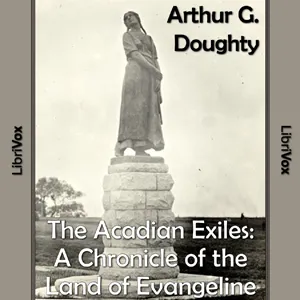 Arthur G.
Doughty
LibriVox
LibriVox
The Acadian Exiles:
A Chronicle of the
Land of Evangeline